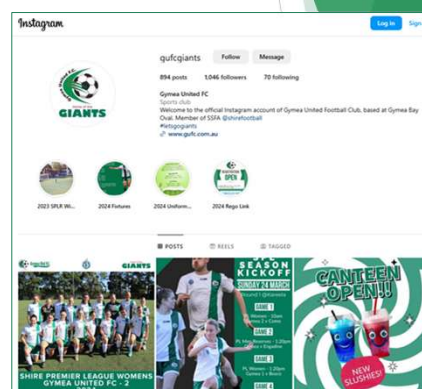 Instagram
Log In
Sign
qufcgiants
Follow
Message
894 posts
1,046 followers
70 following
Gymea United FC
Sports club
Welcome to the official Instagram account of Gymea United Football Club, based at Gymea Bay
Oval. Member of SSFA @shirefootball
#letsgogiants
www.gufc.com.au
GIANTS
OPEN
2023 SPLR Wi...
2024 Fixtures
2024 Uniform...
2024 Rego Link
POSTS
REELS
TAGGED
GIANTS
SHIRE PREMIER LEAGUE WOMENS
GYMEA UNITED FC - 2
SEASON
KICKOFF
SUNDAY 24 MARCH
GAME 1
GAME 2
GAME 3
GAME 4
CANTEEN
OPEN!!
NEW
SLUSHIES!